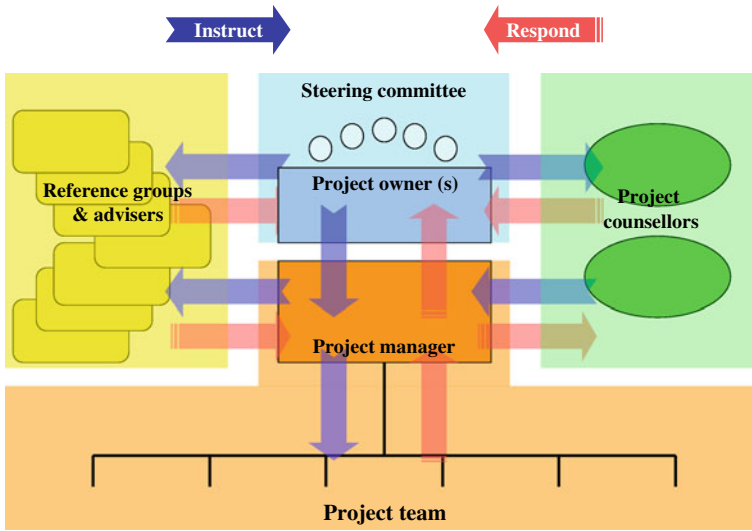 Instruct
Respond
Steering committee
Project owner (s)
Reference groups
& advisers
Project
counsellors
Project manager
Project team